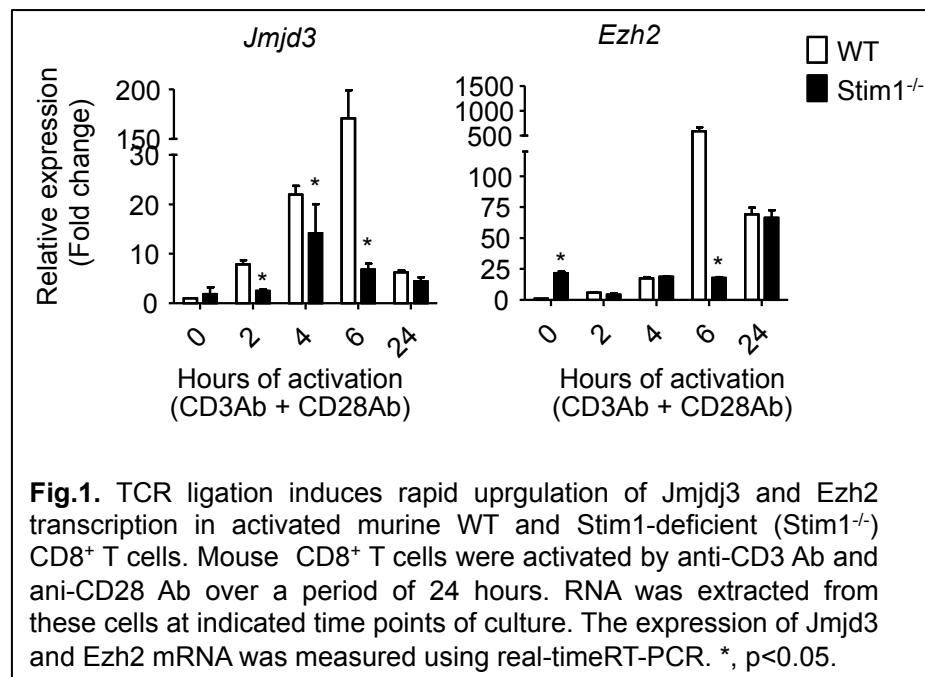 Jmjd3
Ezh2
WT
Stim1-/-
Relative expression
(Fold change)
200
150
30
20
10
0
1500
1000
500
100
75
50
25
0
*
*
*
*
*
0 2 4 6 24
0 2 4 6 24
Hours of activation
(CD3Ab + CD28Ab)
Hours of activation
(CD3Ab + CD28Ab)
Fig.1. TCR ligation induces rapid uprgulation of Jmjdj3 and Ezh2
transcription in activated murine WT and Stim1-deficient (Stim1-/-)
CD8+ T cells. Mouse CD8+ T cells were activated by anti-CD3 Ab and
ani-CD28 Ab over a period of 24 hours. RNA was extracted from
these cells at indicated time points of culture. The expression of Jmjd3
and Ezh2 mRNA was measured using real-timeRT-PCR. *, p<0.05.